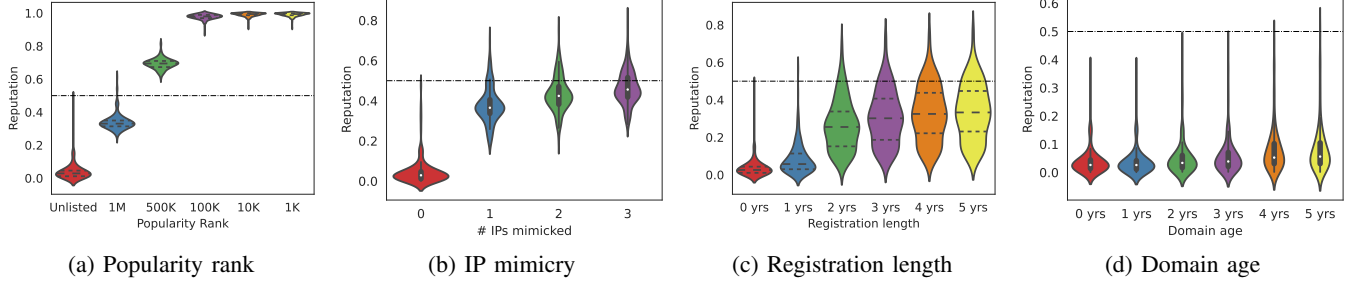 Reputation
1.0
0.8
0.6
0.4
0.2
0.0
Unlisted 1M 500K 100K 10K 1K
Popularity Rank
(a) Popularity rank
Reputation
0.8
0.6
0.4
0.2
0.0
0 1 2 3
# IPs mimicked
(b) IP mimicry
Reputation
0.8
0.6
0.4
0.2
0.0
0 yrs 1 yrs 2 yrs 3 yrs 4 yrs 5 yrs
Registration length
(c) Registration length
Reputation
0.6
0.5
0.4
0.3
0.2
0.1
0.0
0 yrs 1 yrs 2 yrs 3 yrs 4 yrs 5 yrs
Domain age
(d) Domain age